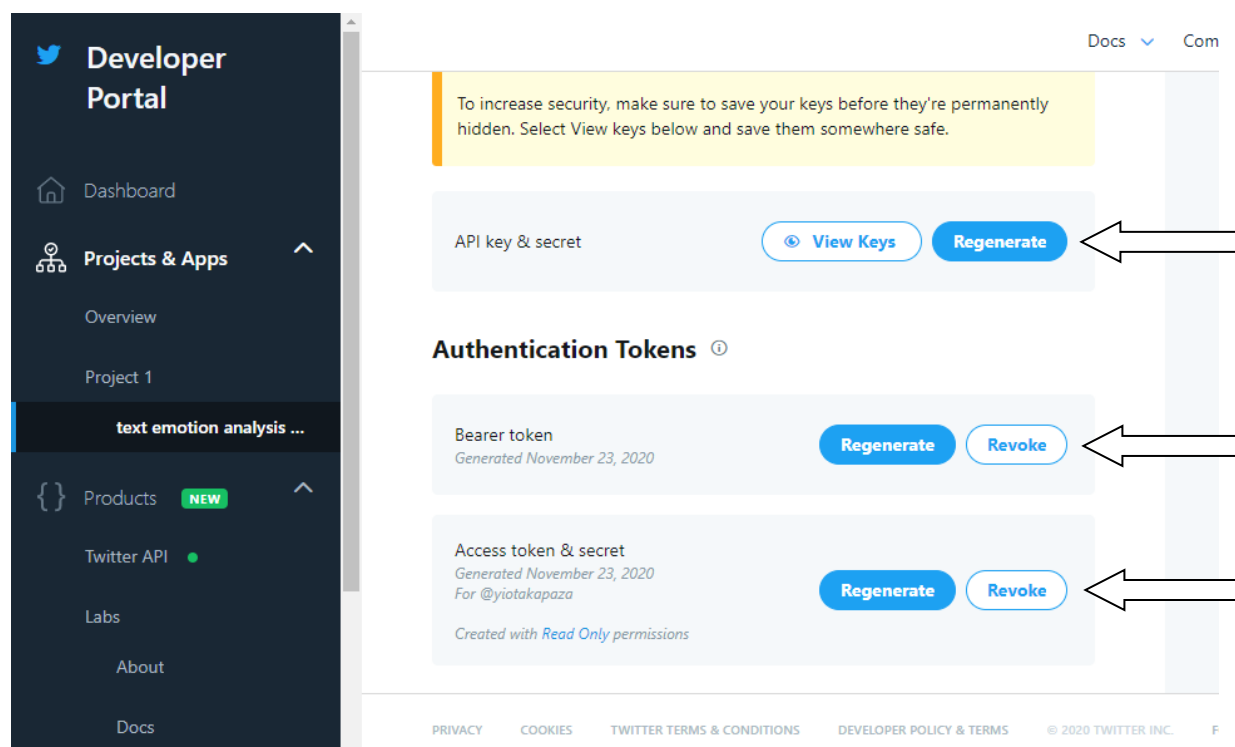 Developer
Portal
Dashboard
Projects & Apps
Overview
Project 1
text emotion analysis ...
{ } Products NEW
Twitter API
Labs
About
Docs
Docs Com
To increase security, make sure to save your keys before they're permanently
hidden. Select View keys below and save them somewhere safe.
API key & secret View Keys Regenerate
Authentication Tokens
Bearer token
Generated November 23, 2020
Regenerate Revoke
Access token & secret
Generated November 23, 2020
For @yiotakapaza
Regenerate Revoke
Created with Read Only permissions
PRIVACY COOKIES TWITTER TERMS & CONDITIONS DEVELOPER POLICY & TERMS © 2020 TWITTER INC. F